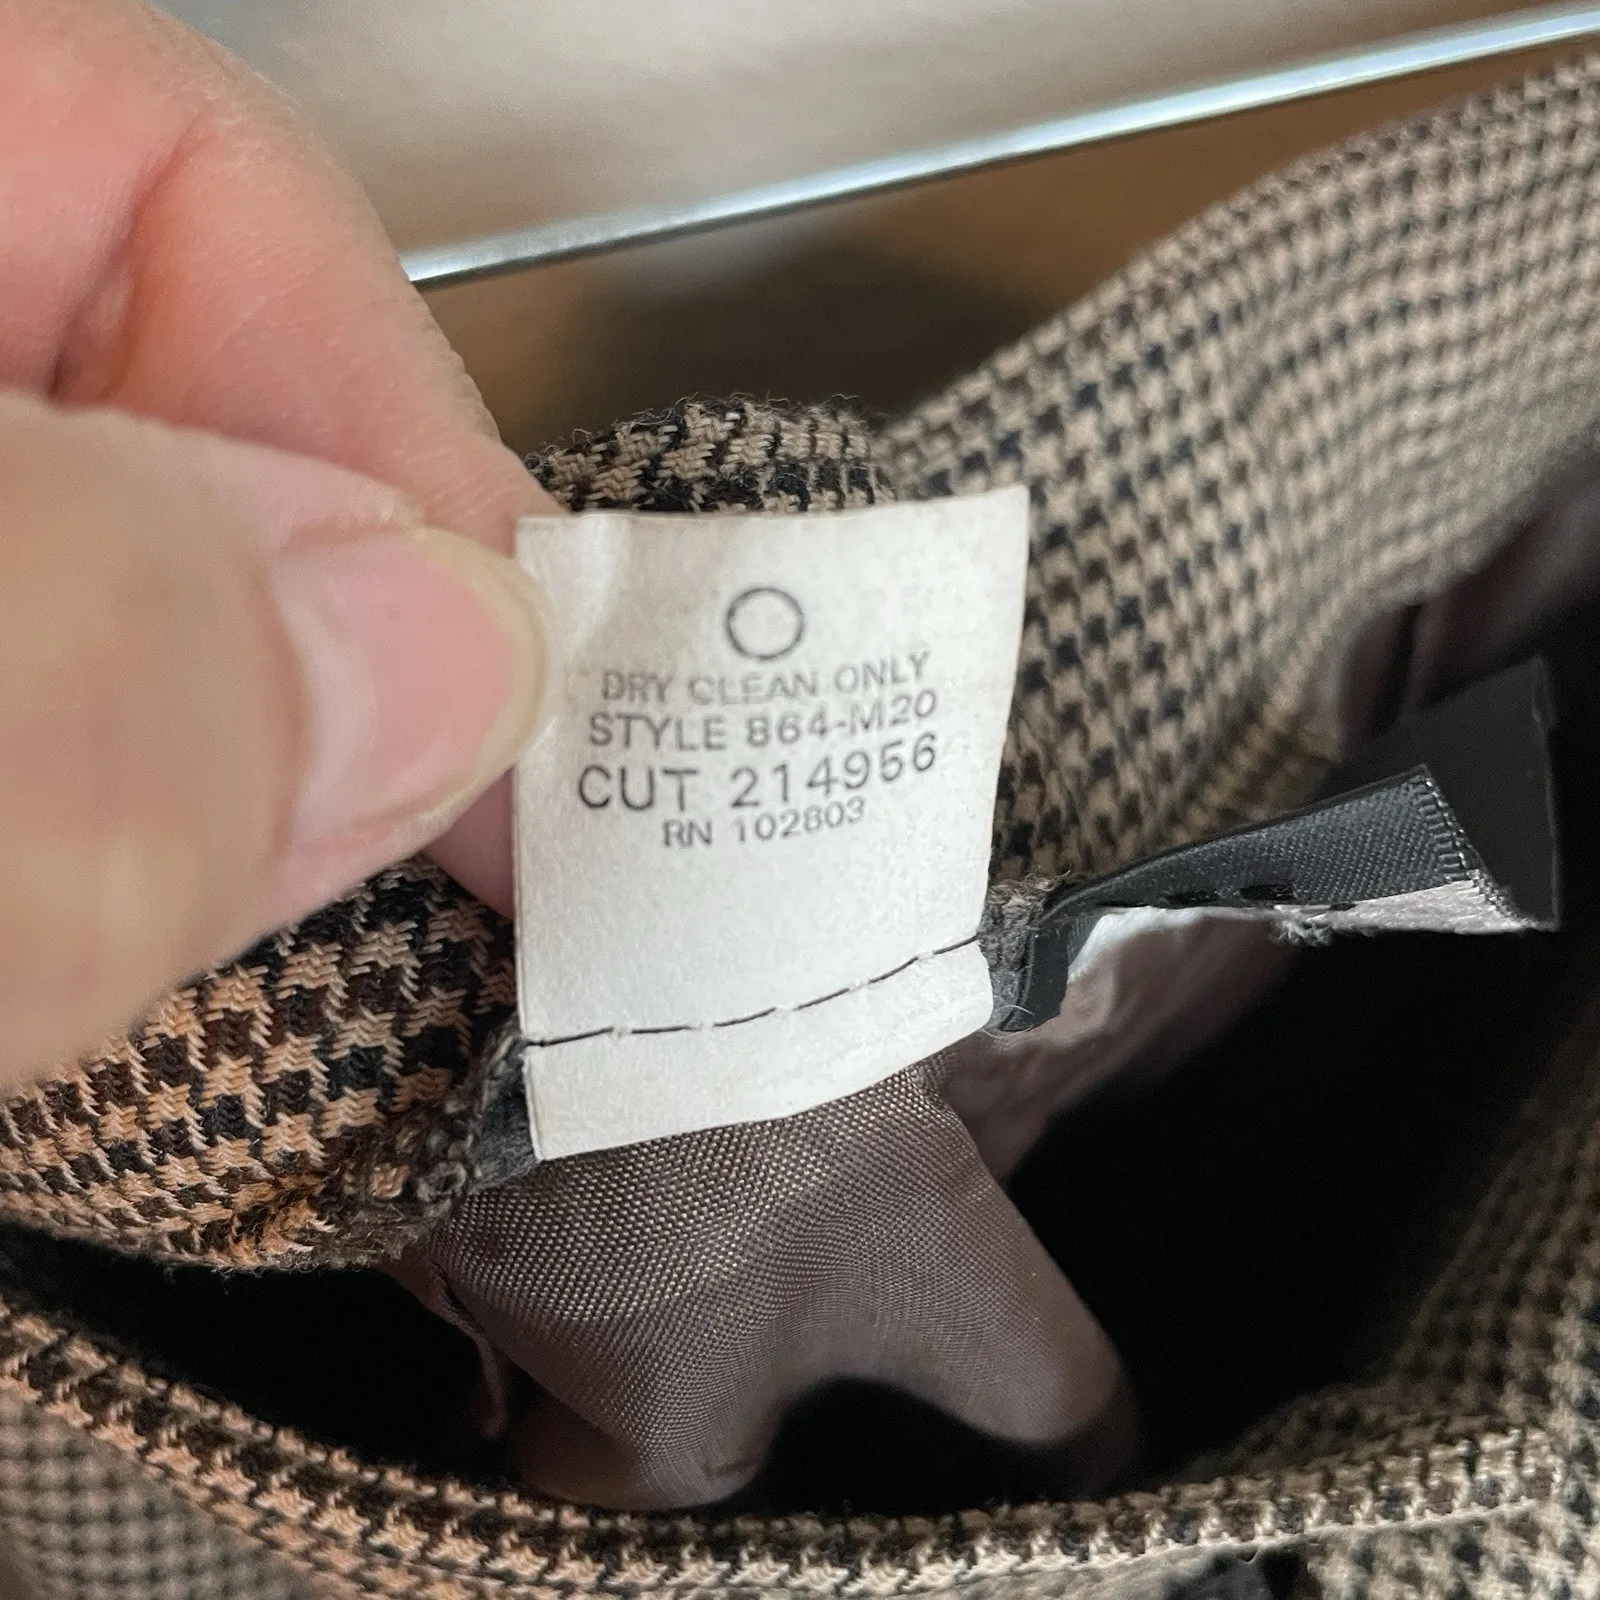 DRY CLEAN ONLY
STYLE 864-M20
CUT 214956
RN 102803